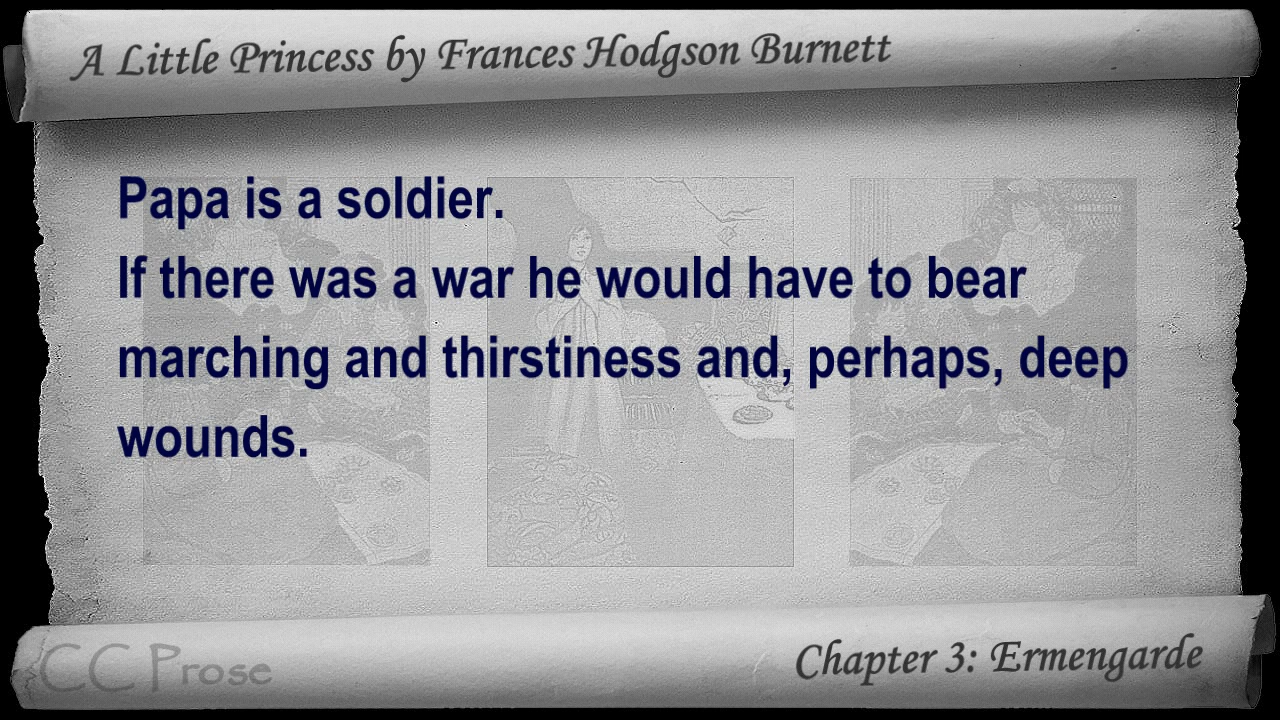 A Little Princess by Frances Hodgson Burnett
Papa is a soldier.
If there was a war he would have to bear
marching and thirstiness and, perhaps, deep
wounds.
CC Prose
Chapter 3: Ermengarde